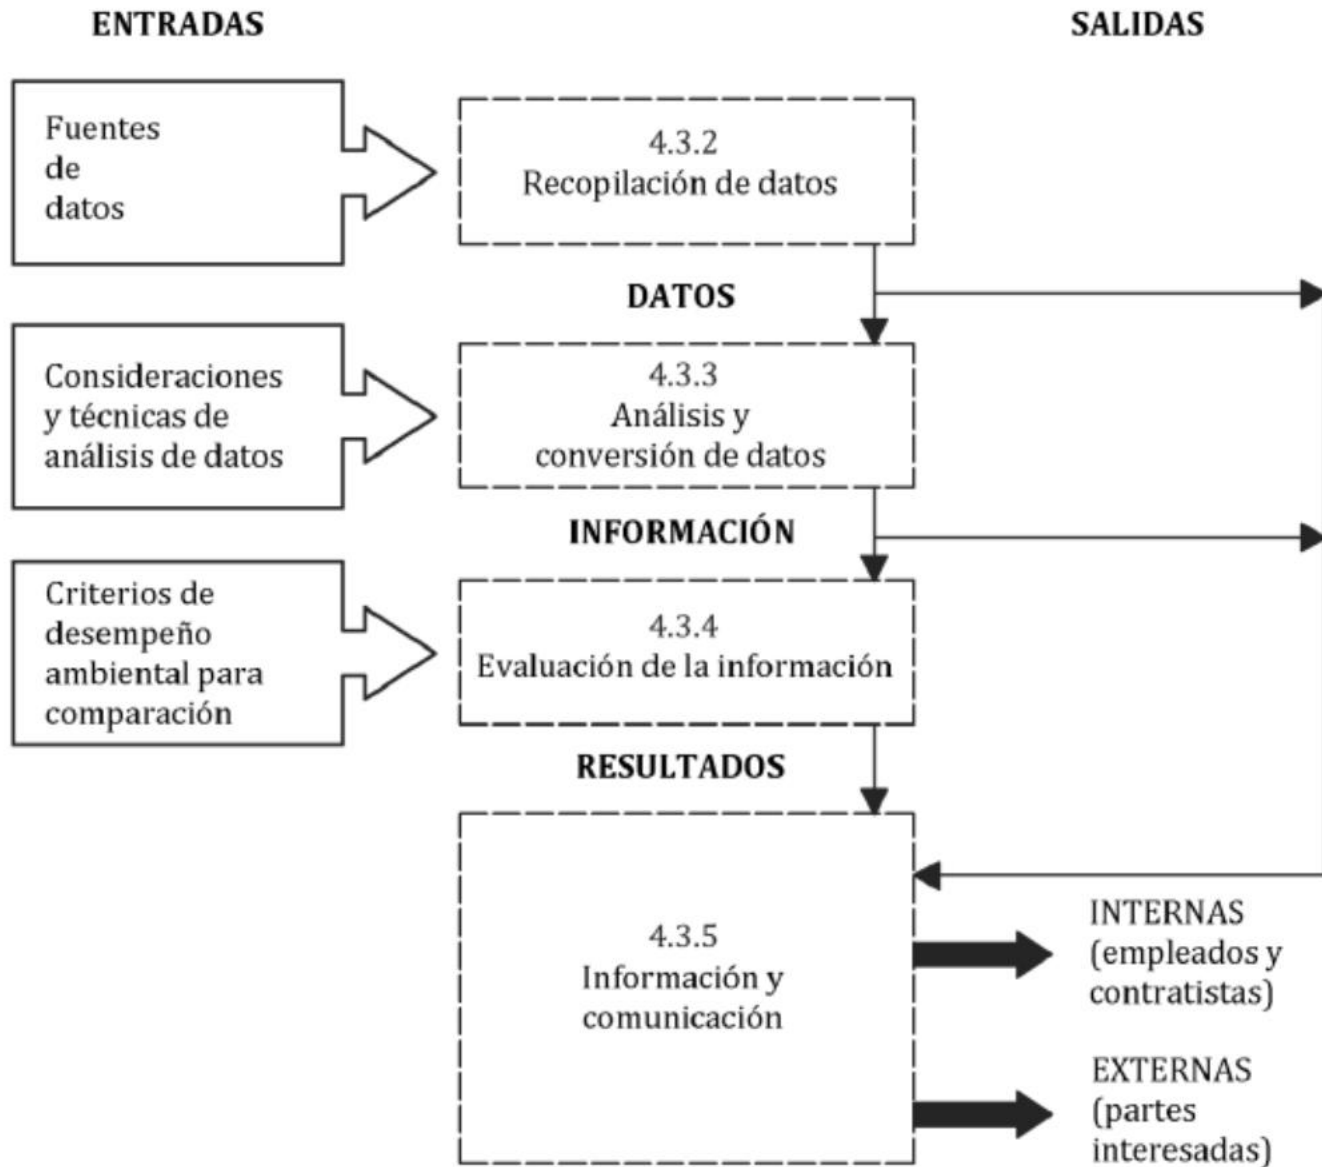 ENTRADAS
SALIDAS
Fuentes
de
datos
4.3.2
Recopilación de datos
DATOS
Consideraciones
y técnicas de
análisis de datos
4.3.3
Análisis y
conversión de datos
INFORMACIÓN
Criterios de
desempeño
ambiental para
comparación
4.3.4
Evaluación de la información
RESULTADOS
4.3.5
Información y
comunicación
INTERNAS
(empleados y
contratistas)
EXTERNAS
(partes
interesadas)